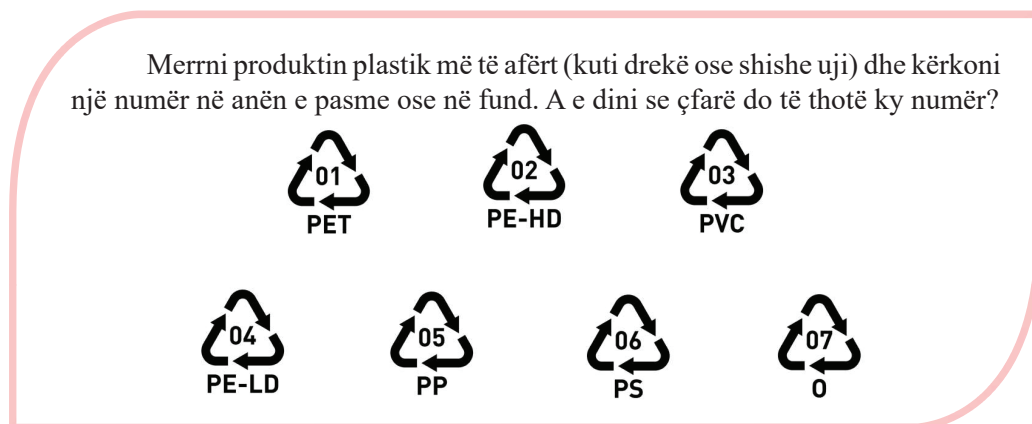 Merrni produktin plastik më të afërt (kuti drekë ose shishe uji) dhe kërkoni
një numër në anën e pasme ose në fund. A e dini se çfarë do të thotë ky numër?
01 02 03
PET PE-HD PVC
04 05 06 07
PE-LD PP PS O